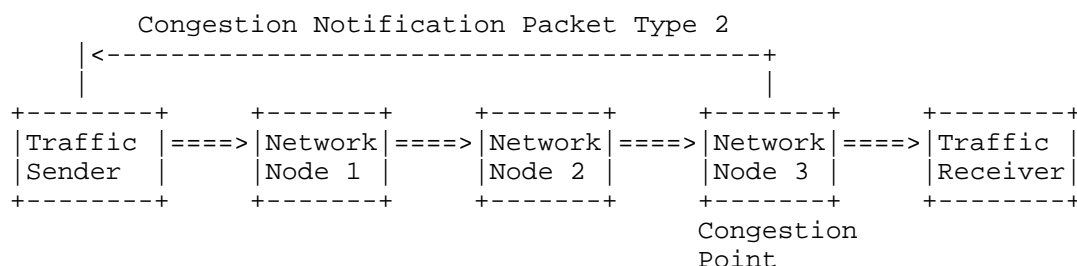 Congestion Notification Packet Type 2
|<-----------------------------------------+
|                                          |
+--------+     +-------+     +-------+     +-------+     +--------+
|Traffic |====>|Network|====>|Network|====>|Network|====>|Traffic |
|Sender  |     |Node 1 |     |Node 2 |     |Node 3 |     |Receiver|
+--------+     +-------+     +-------+     +-------+     +--------+
Congestion
Point